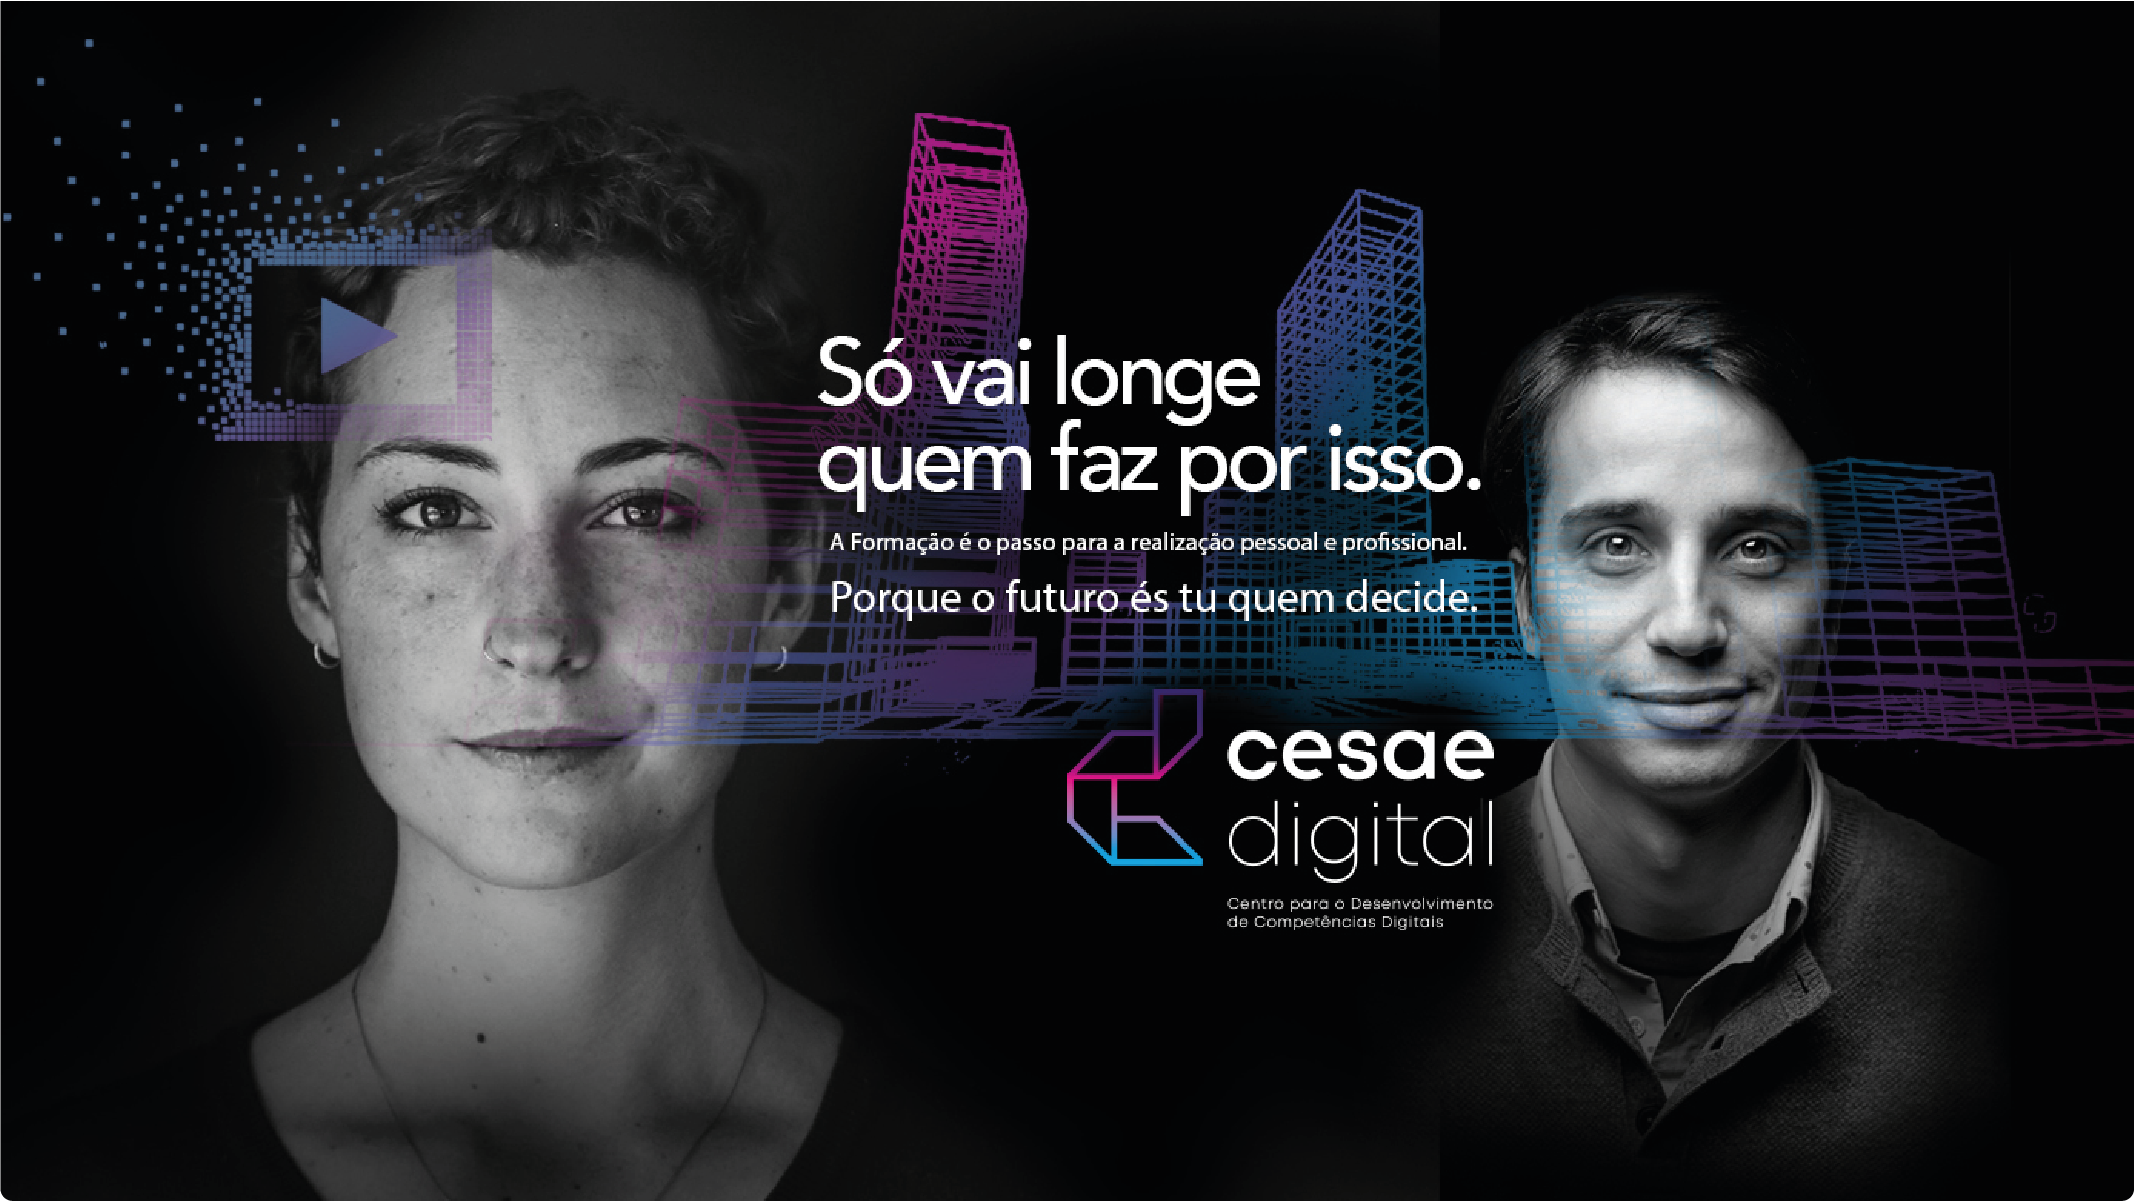 Só vai longe
quem faz por isso.
A Formação é o passo para a realização pessoal e profissional.
Porque o futuro és tu quem decide.
cesae
digital
Centro para o Desenvolvimento
de Competências Digitais